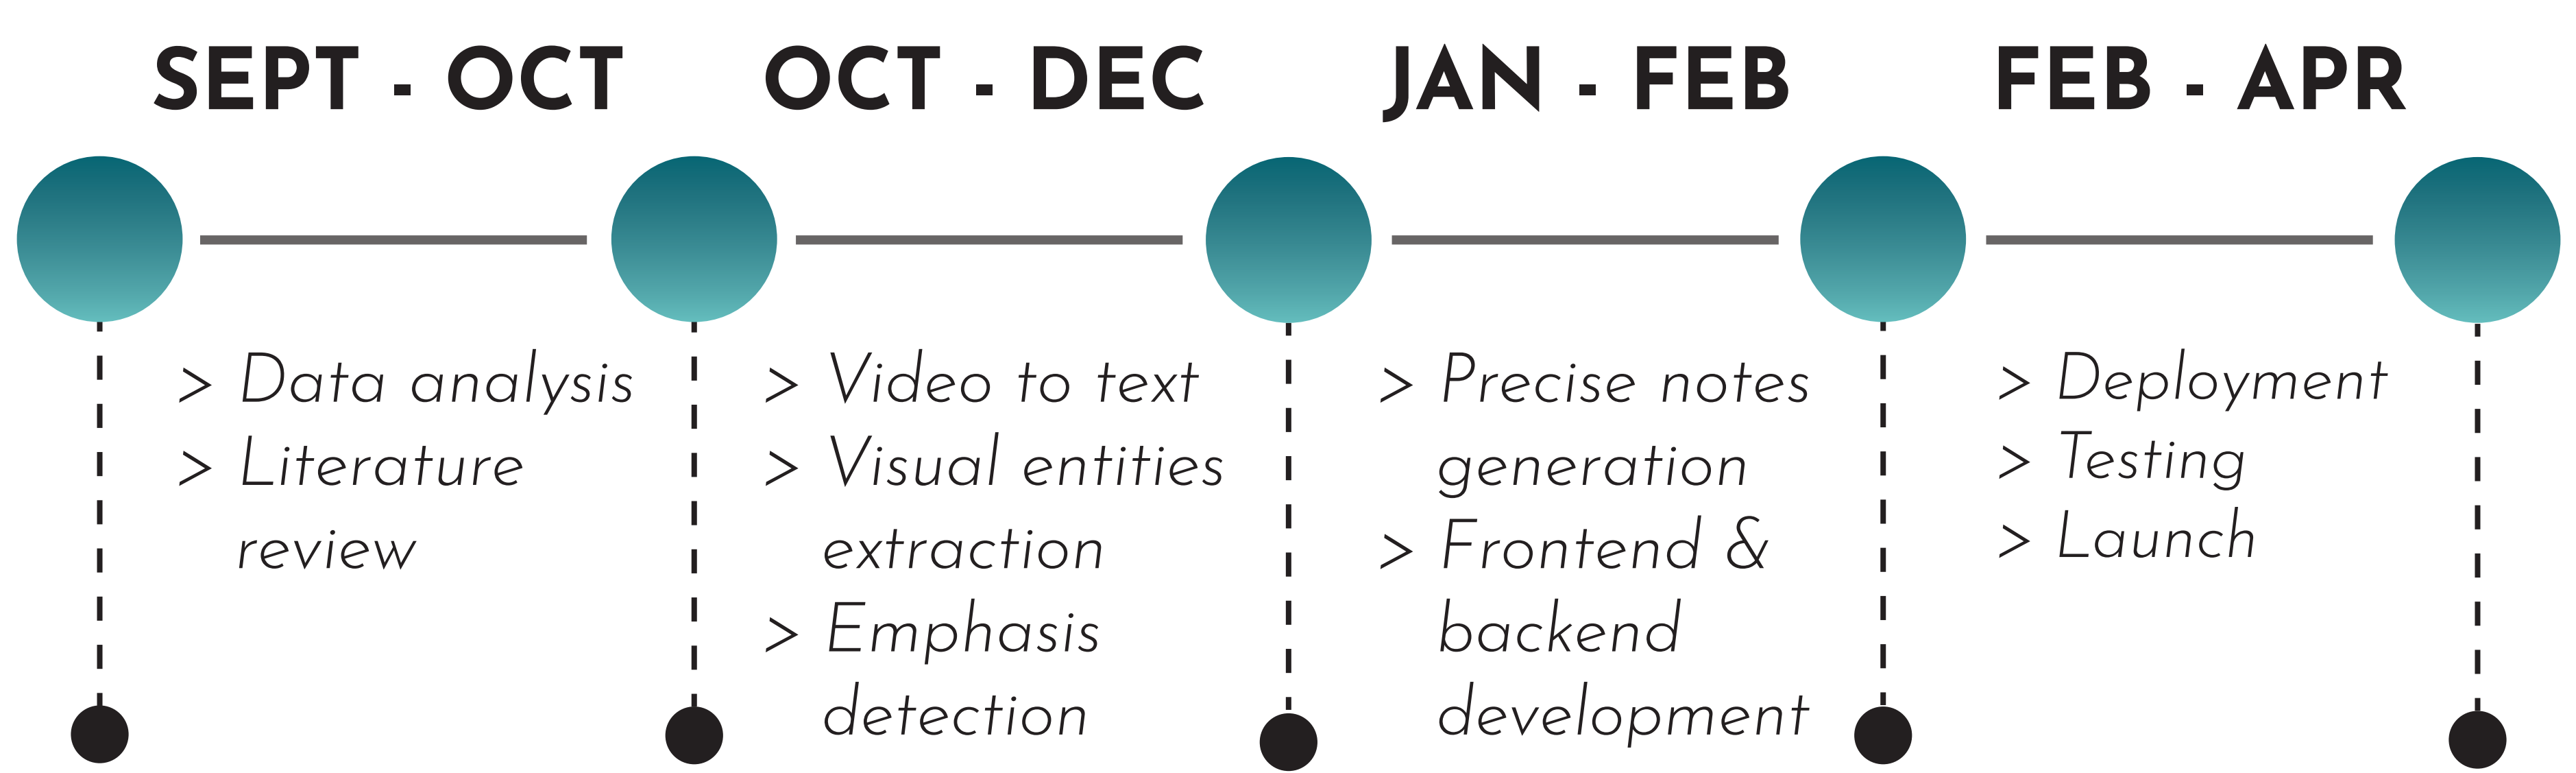 SEPT - OCT
OCT - DEC
JAN - FEB
FEB - APR
> Data analysis
> Literature
review
> Video to text
> Visual entities
extraction
> Emphasis
detection
> Precise notes
generation
> Frontend &
backend
development
> Deployment
> Testing
> Launch